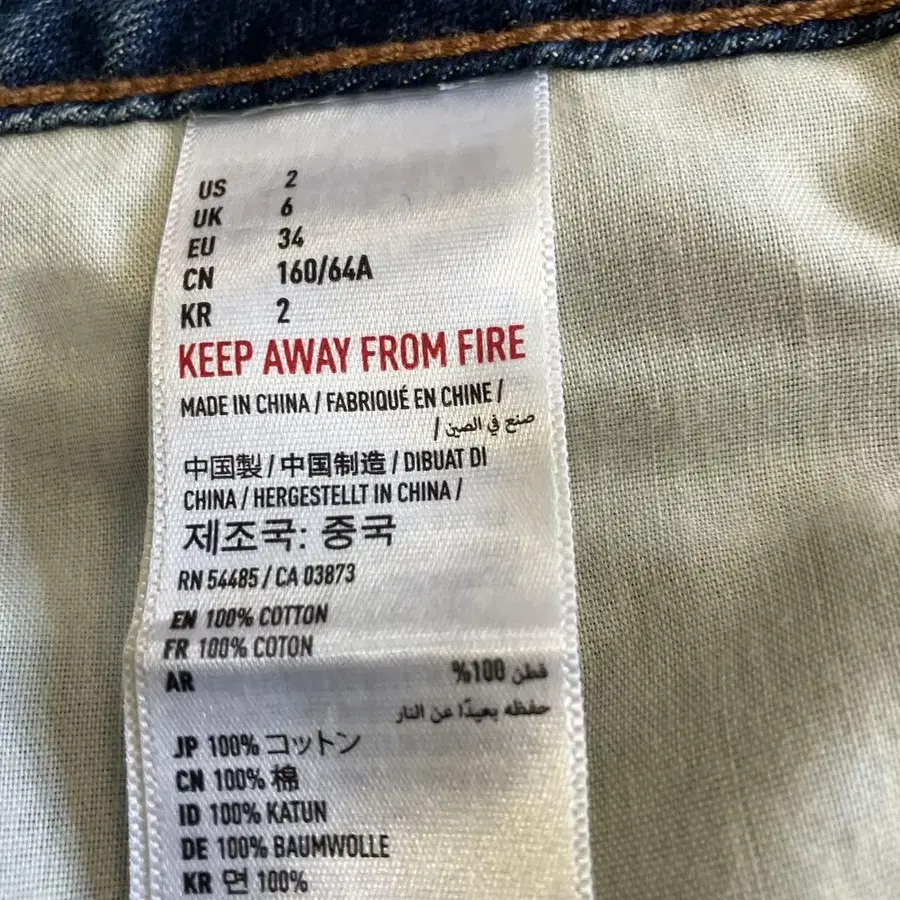 US 2
UK 6
EU 34
CN 160/64A
KR 2
KEEP AWAY FROM FIRE
MADE IN CHINA / FABRIQUÉ EN CHINE /
صنع في الصين /
中国製 / 中国制造 / DIBUAT DI
CHINA / HERGESTELLT IN CHINA /
제조국: 중국
RN 54485 / CA 03873
EN 100% COTTON
FR 100% COTON
AR قطن 100%
حفظه بعيدًا عن النار
JP 100% コットン
CN 100% 棉
ID 100% KATUN
DE 100% BAUMWOLLE
KR 면 100%